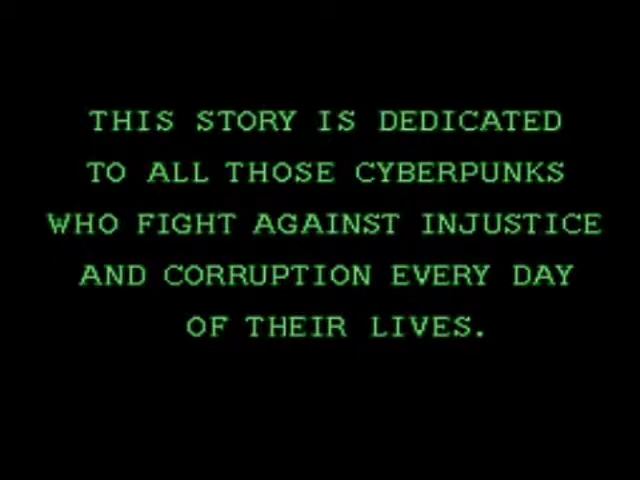 THIS STORY IS DEDICATED
TO ALL THOSE CYBERPUNKS
WHO FIGHT AGAINST INJUSTICE
AND CORRUPTION EVERY DAY
OF THEIR LIVES.